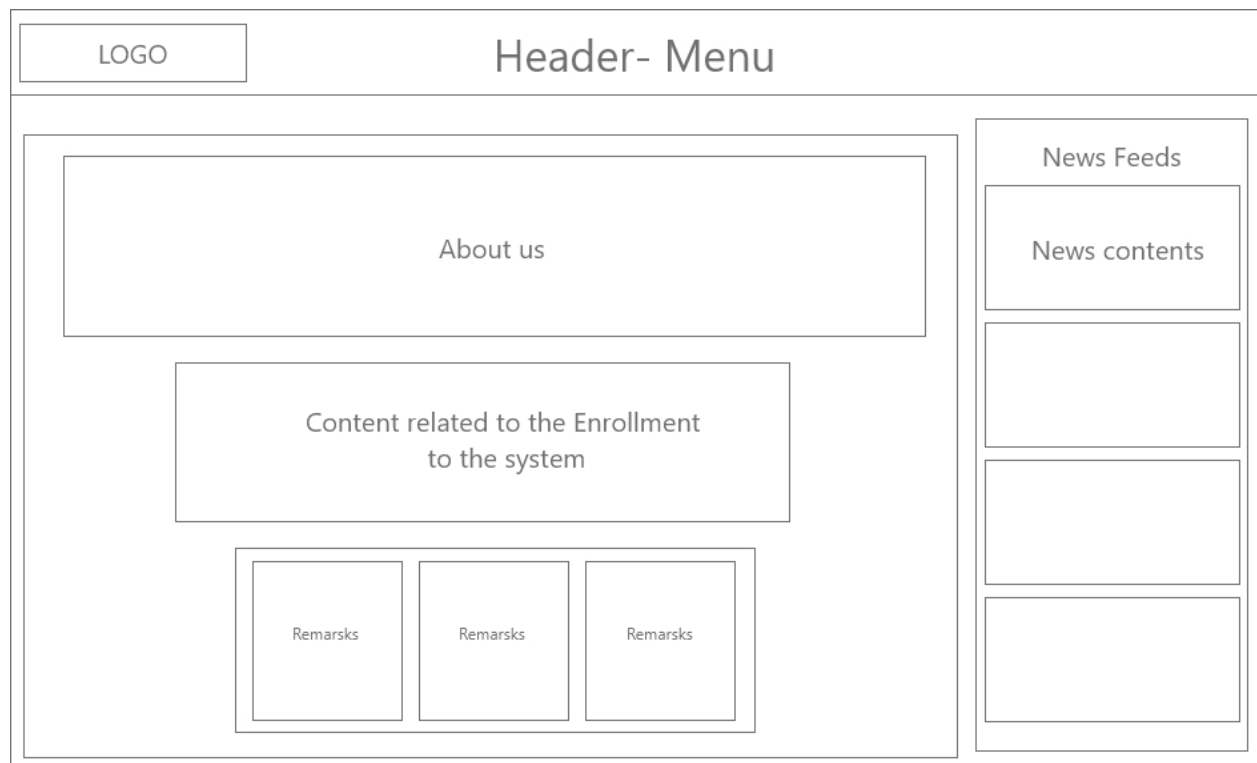 LOGO
Header- Menu
About us
Content related to the Enrollment
to the system
Remarsks
Remarsks
Remarsks
News Feeds
News contents